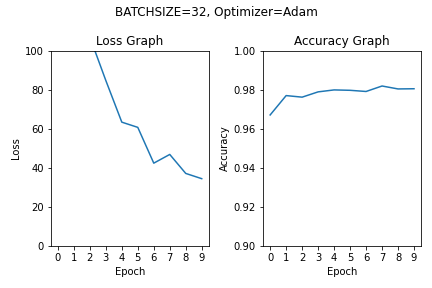 BATCHSIZE=32, Optimizer=Adam
Loss Graph
100
80
60
40
20
0
Loss
0 1 2 3 4 5 6 7 8 9
Epoch
Accuracy Graph
1.00
0.98
0.96
0.94
0.92
0.90
Accuracy
0 1 2 3 4 5 6 7 8 9
Epoch